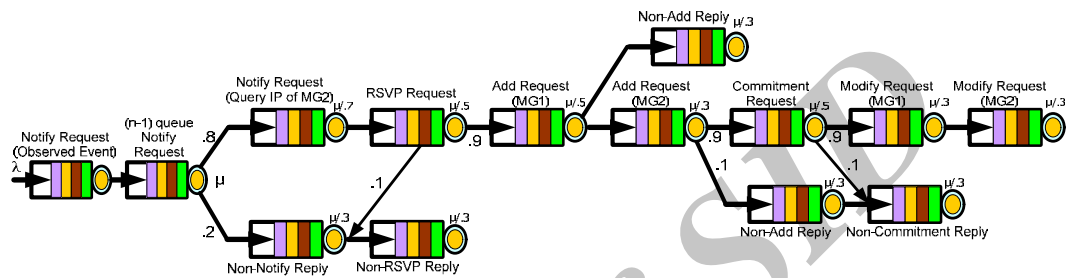 Non-Add Reply
μ/.3
Notify Request
(Query IP of MG2)
μ/.7
RSVP Request
μ/.5
Add Request
(MG1)
μ/.5
Add Request
(MG2)
μ/.3
Commitment
Request
μ/.5
Modify Request
(MG1)
μ/.3
Modify Request
(MG2)
μ/.3
Notify Request
(Observed Event)
(n-1) queue
Notify
Request
λ
.8
.9
.9
.9
μ
.1
.1
.1
.2
μ/.3
Non-Notify Reply
μ/.3
Non-RSVP Reply
μ/.3
Non-Add Reply
μ/.3
Non-Commitment Reply
SID